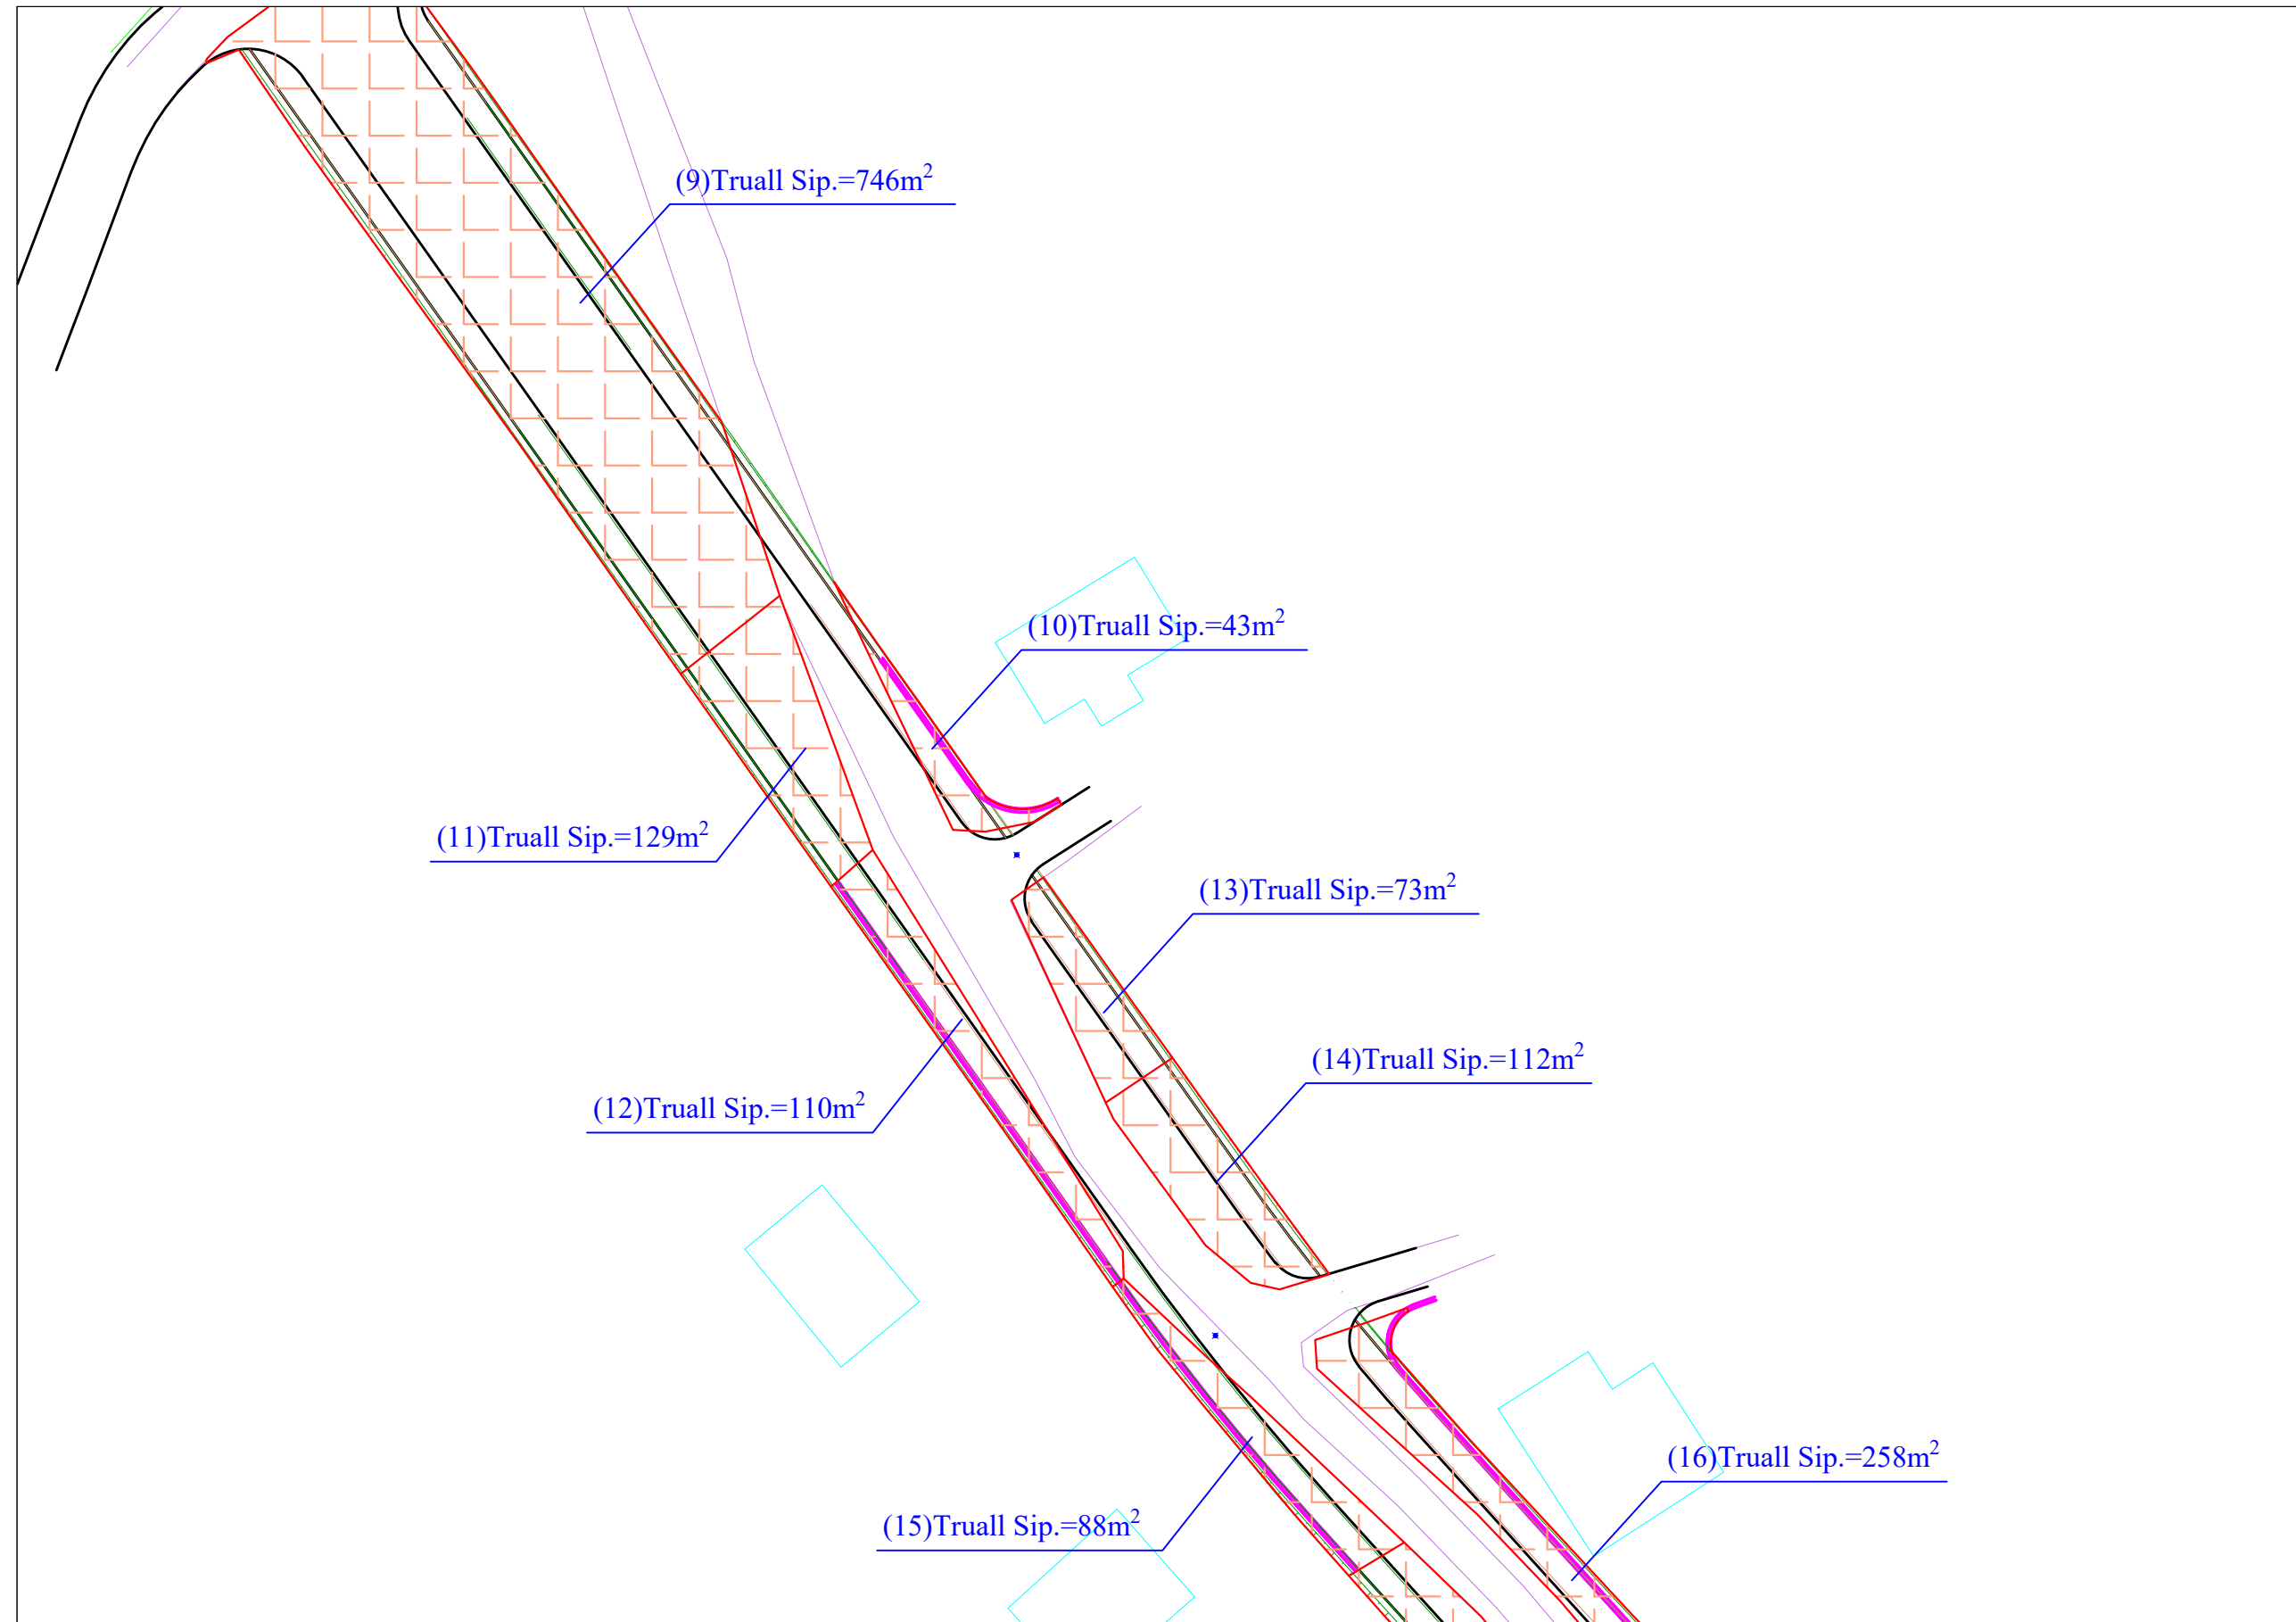 (9)Truall Sip.=746m²
(10)Truall Sip.=43m²
(11)Truall Sip.=129m²
(13)Truall Sip.=73m²
(14)Truall Sip.=112m²
(12)Truall Sip.=110m²
(16)Truall Sip.=258m²
(15)Truall Sip.=88m²